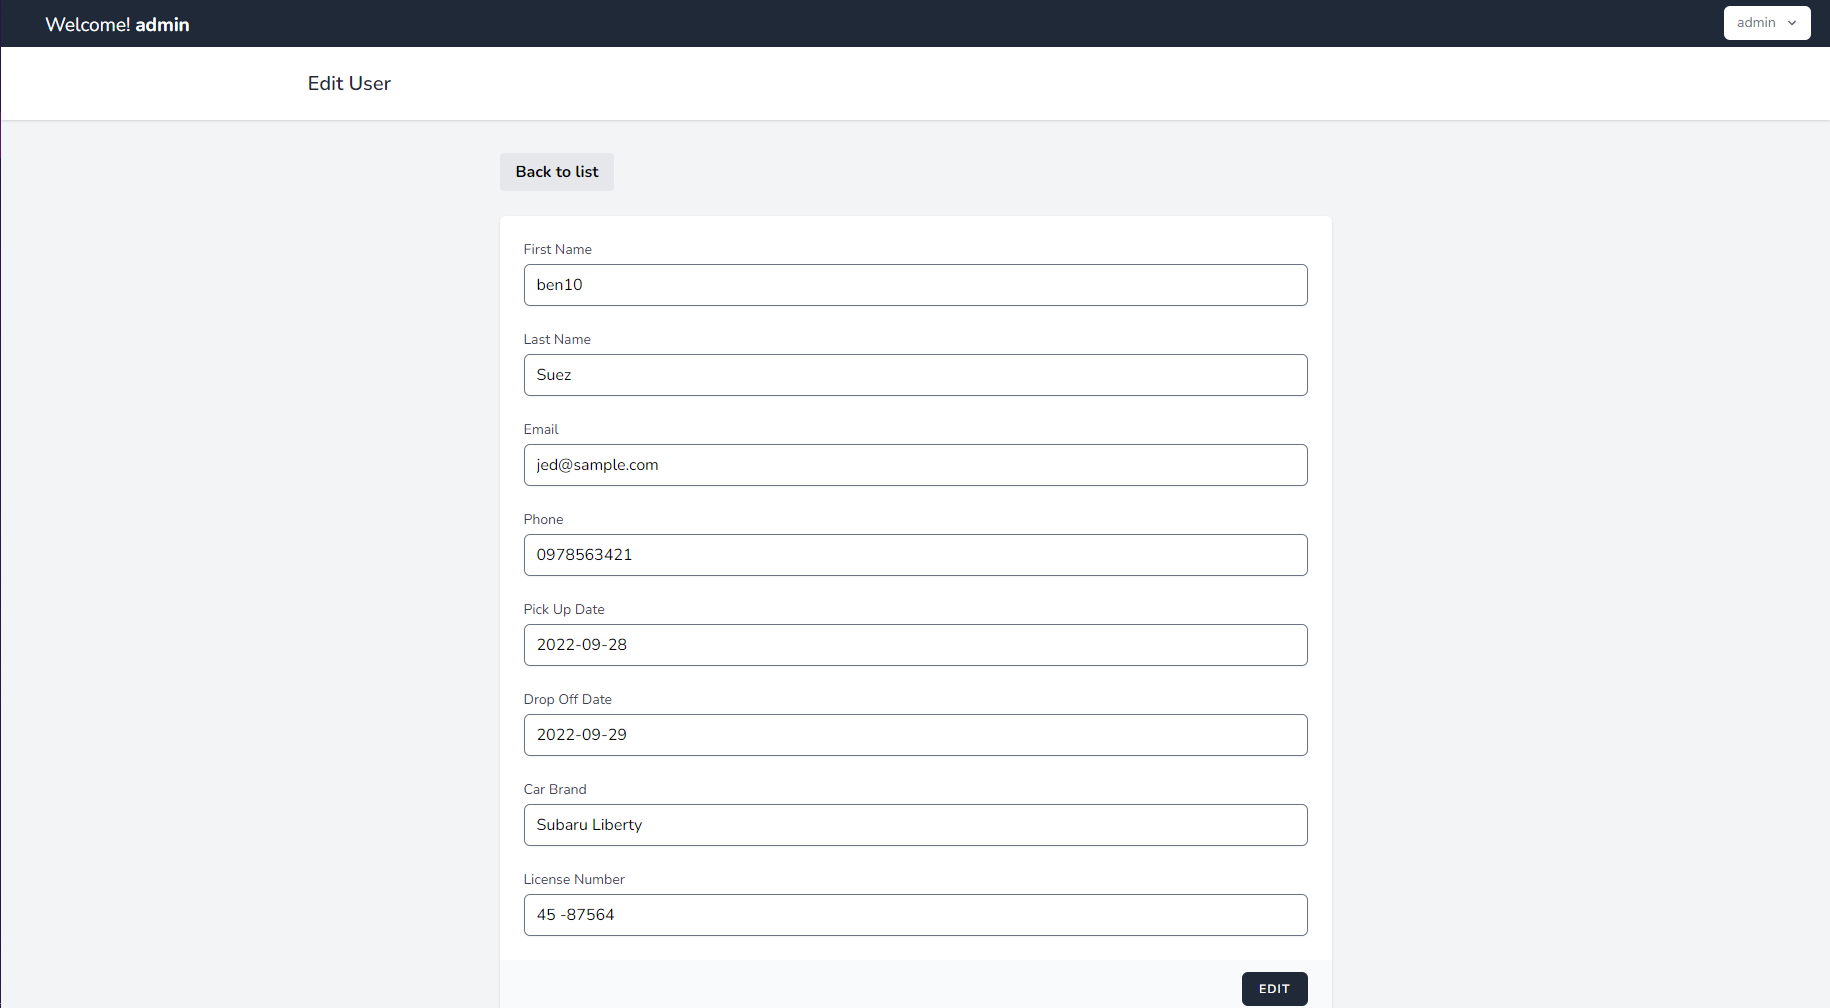 Welcome! admin
admin
Edit User
Back to list
First Name
ben10
Last Name
Suez
Email
jed@sample.com
Phone
0978563421
Pick Up Date
2022-09-28
Drop Off Date
2022-09-29
Car Brand
Subaru Liberty
License Number
45 -87564
EDIT